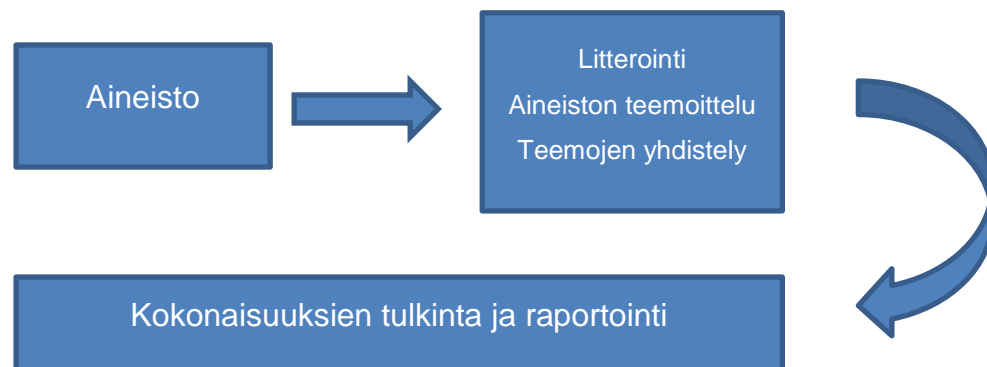 Aineisto
Litterointi
Aineiston teemoittelu
Teemojen yhdistely
Kokonaisuuksien tulkinta ja raportointi